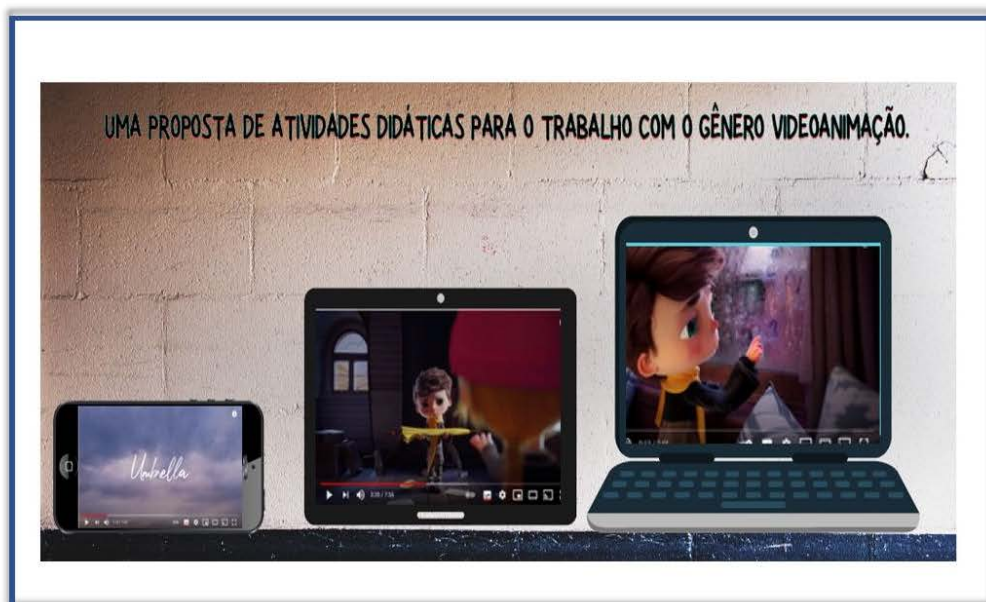 UMA PROPOSTA DE ATIVIDADES DIDÁTICAS PARA O TRABALHO COM O GÊNERO VIDEOANIMAÇÃO.
Umbrella